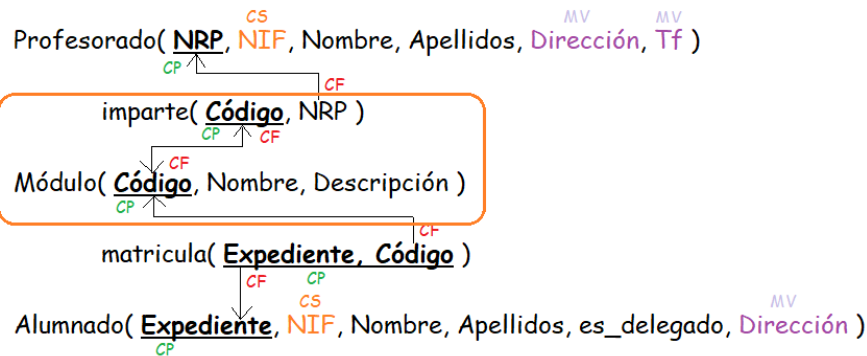 CS MV MV
Profesorado( NRP, NIF, Nombre, Apellidos, Dirección, Tf )
CP
CF
imparte( Código, NRP )
CP CF
CF
Módulo( Código, Nombre, Descripción )
CP
CF
matricula( Expediente, Código )
CF CP
CS MV
Alumnado( Expediente, NIF, Nombre, Apellidos, es_delegado, Dirección )
CP